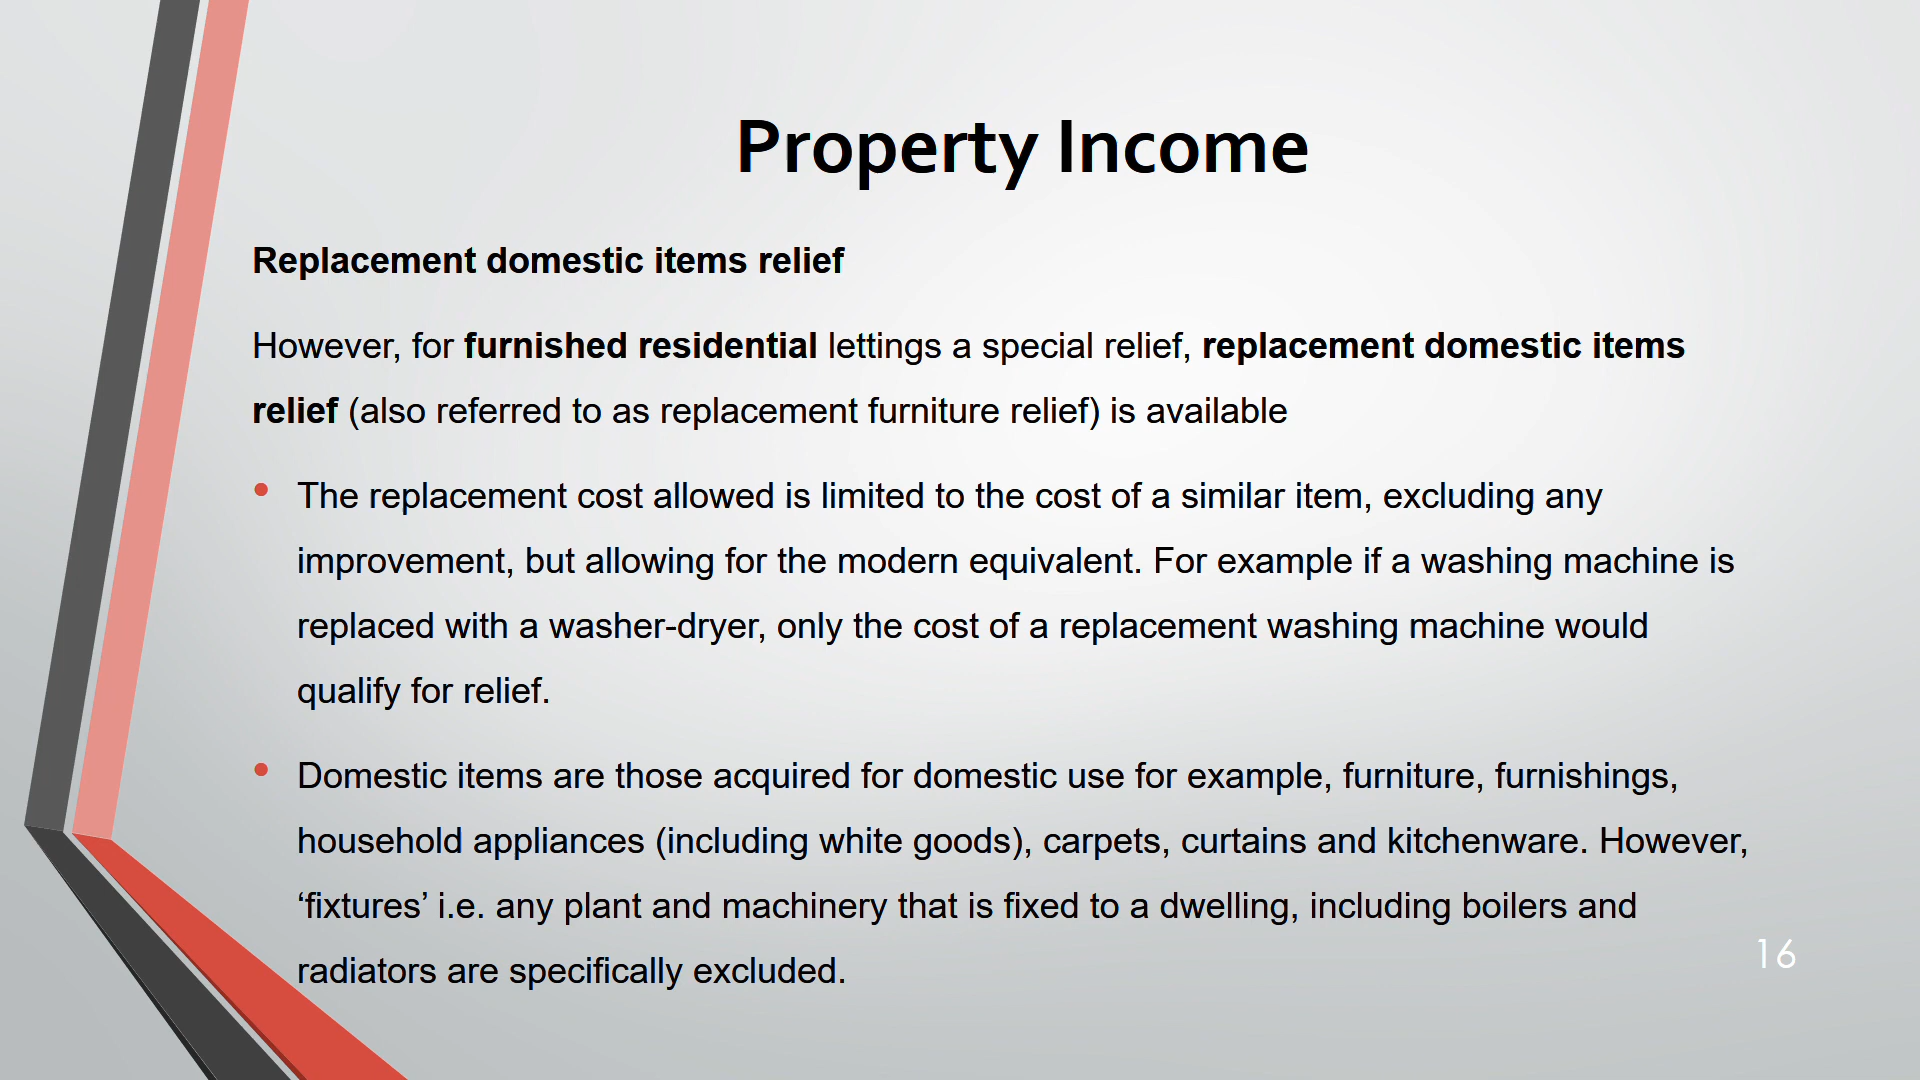 Property Income
Replacement domestic items relief
However, for furnished residential lettings a special relief, replacement domestic items
relief (also referred to as replacement furniture relief) is available
• The replacement cost allowed is limited to the cost of a similar item, excluding any
improvement, but allowing for the modern equivalent. For example if a washing machine is
replaced with a washer-dryer, only the cost of a replacement washing machine would
qualify for relief.
• Domestic items are those acquired for domestic use for example, furniture, furnishings,
household appliances (including white goods), carpets, curtains and kitchenware. However,
‘fixtures’ i.e. any plant and machinery that is fixed to a dwelling, including boilers and
radiators are specifically excluded.
16